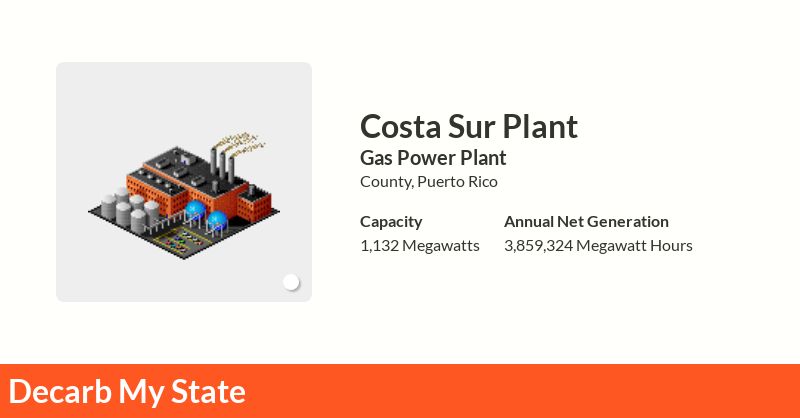 Costa Sur Plant
Gas Power Plant
County, Puerto Rico
Capacity
1,132 Megawatts
Annual Net Generation
3,859,324 Megawatt Hours
Decarb My State